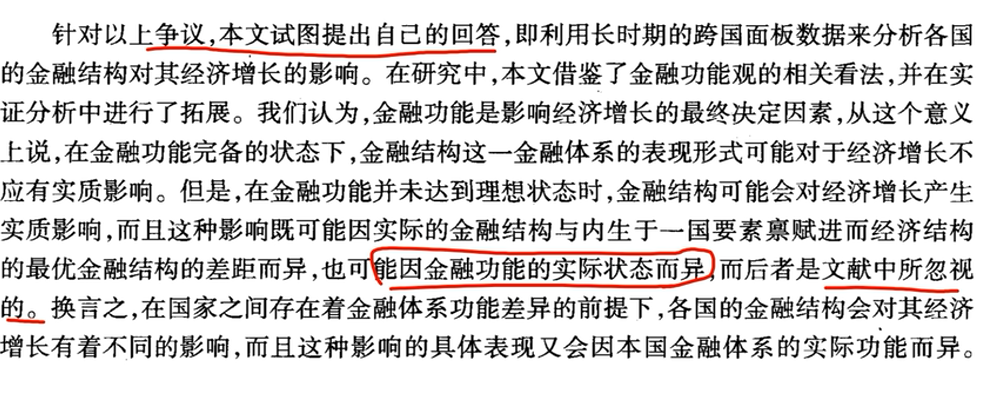 针对以上争议,本文试图提出自己的回答,即利用长时期的跨国面板数据来分析各国
的金融结构对其经济增长的影响。在研究中,本文借鉴了金融功能观的相关看法,并在实
证分析中进行了拓展。我们认为,金融功能是影响经济增长的最终决定因素,从这个意义
上说,在金融功能完备的状态下,金融结构这一金融体系的表现形式可能对于经济增长不
应有实质影响。但是,在金融功能并未达到理想状态时,金融结构可能会对经济增长产生
实质影响,而且这种影响既可能因实际的金融结构与内生于一国要素禀赋进而经济结构
的最优金融结构的差距而异,也可能因金融功能的实际状态而异,而后者是文献中所忽视
的。换言之,在国家之间存在着金融体系功能差异的前提下,各国的金融结构会对其经济
增长有着不同的影响,而且这种影响的具体表现又会因本国金融体系的实际功能而异。